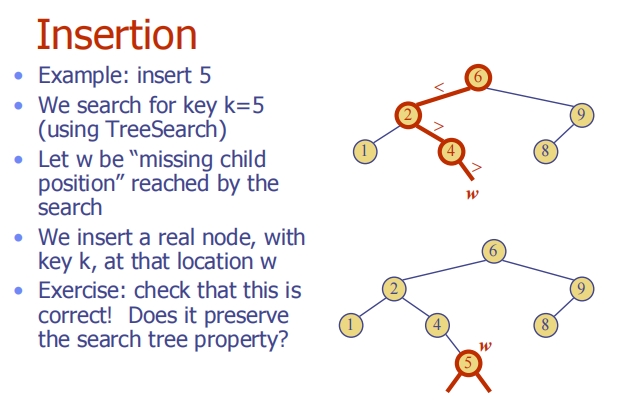 Insertion
• Example: insert 5
• We search for key k=5
(using TreeSearch)
• Let w be “missing child
position” reached by the
search
• We insert a real node, with
key k, at that location w
• Exercise: check that this is
correct! Does it preserve
the search tree property?
6
<
2
9
>
1
4
8
>
w
6
2
9
1
4
8
w
5